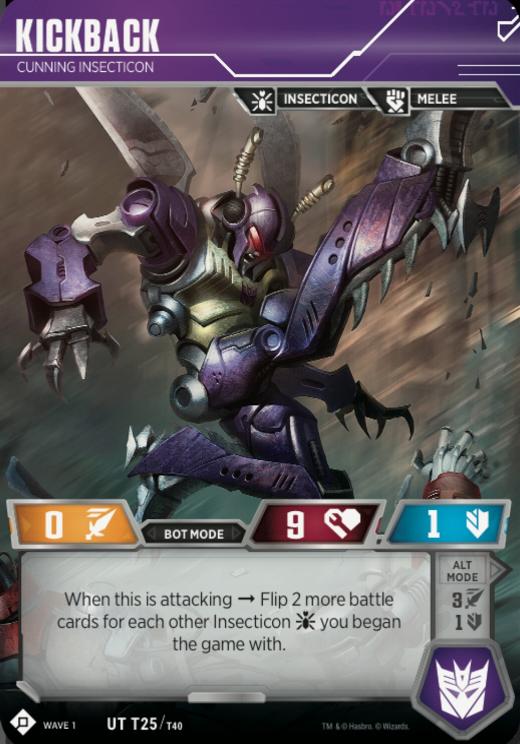 KICKBACK
CUNNING INSECTICON
INSECTICON
MELEE
0
BOT MODE
9
1
ALT
MODE
3
1
When this is attacking → Flip 2 more battle
cards for each other Insecticon you began
the game with.
WAVE 1
UT T25/T40
TM & © Hasbro. © Wizards.